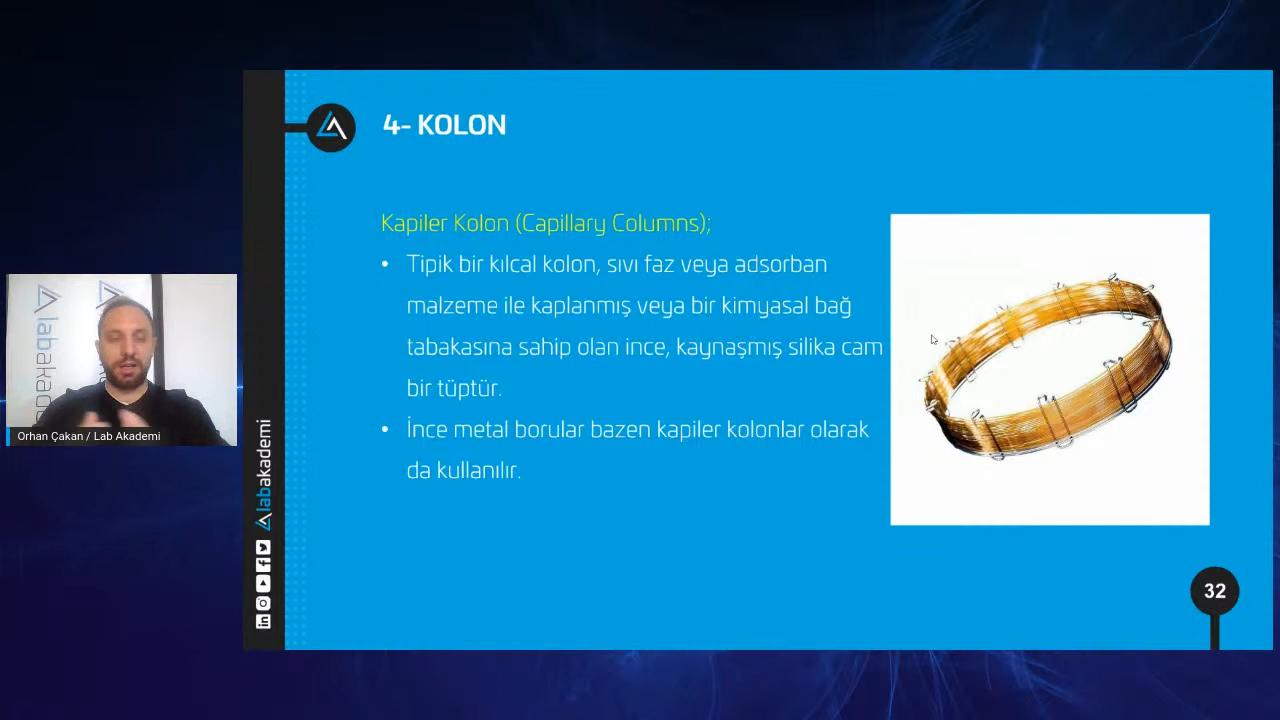 4- KOLON
Kapiler Kolon (Capillary Columns);
• Tipik bir kılcal kolon, sıvı faz veya adsorban
malzeme ile kaplanmış veya bir kimyasal bağ
tabakasına sahip olan ince, kaynaşmış silika cam
bir tüptür.
• İnce metal borular bazen kapiler kolonlar olarak
da kullanılır.
labakademi
32
labakade
Orhan Çakan / Lab Akademi